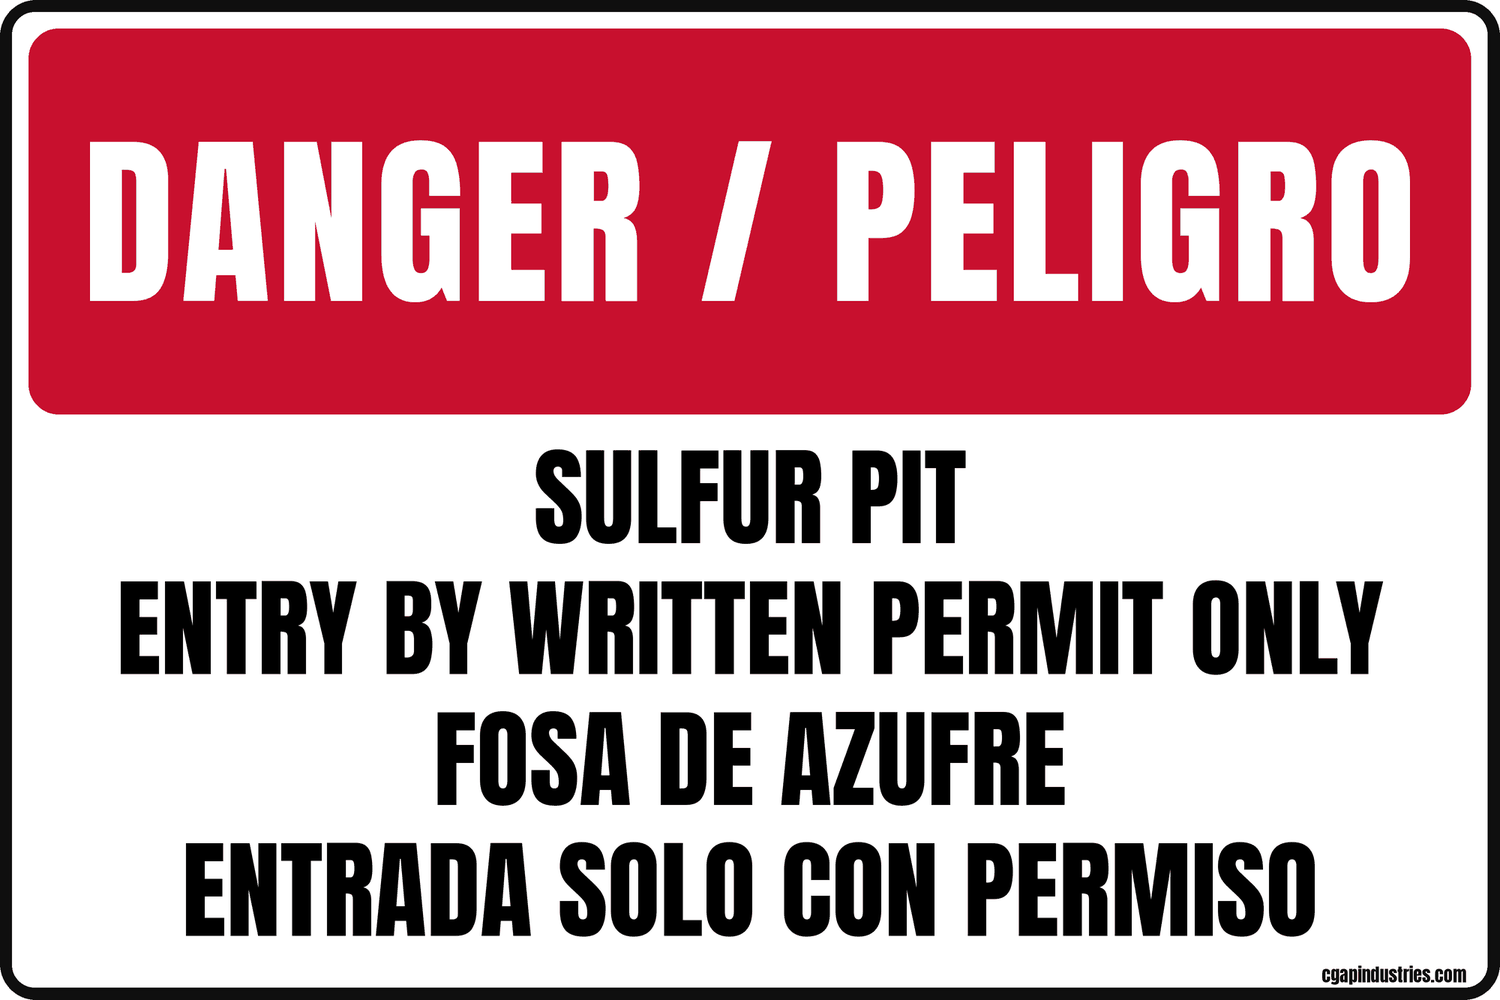 DANGER / PELIGRO
SULFUR PIT
ENTRY BY WRITTEN PERMIT ONLY
FOSA DE AZUFRE
ENTRADA SOLO CON PERMISO
cgapindustries.com